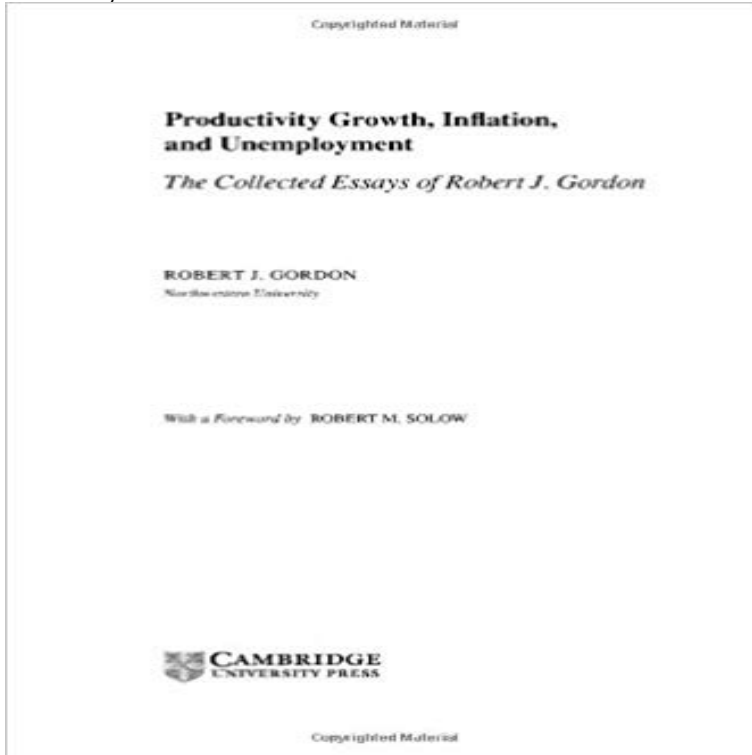 Copyrighted Material
Productivity Growth, Inflation,
and Unemployment
The Collected Essays of Robert J. Gordon
ROBERT J. GORDON
Northwestern University
With a Foreword by ROBERT M. SOLOW
CAMBRIDGE
UNIVERSITY PRESS
Copyrighted Material